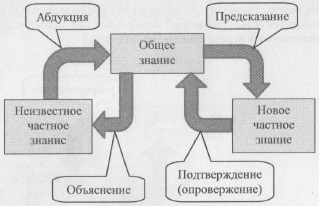 Абдукция
Предсказание
Общее
знание
Неизвестное
частное
знание
Новое
частное
знание
Объяснение
Подтверждение
(опровержение)